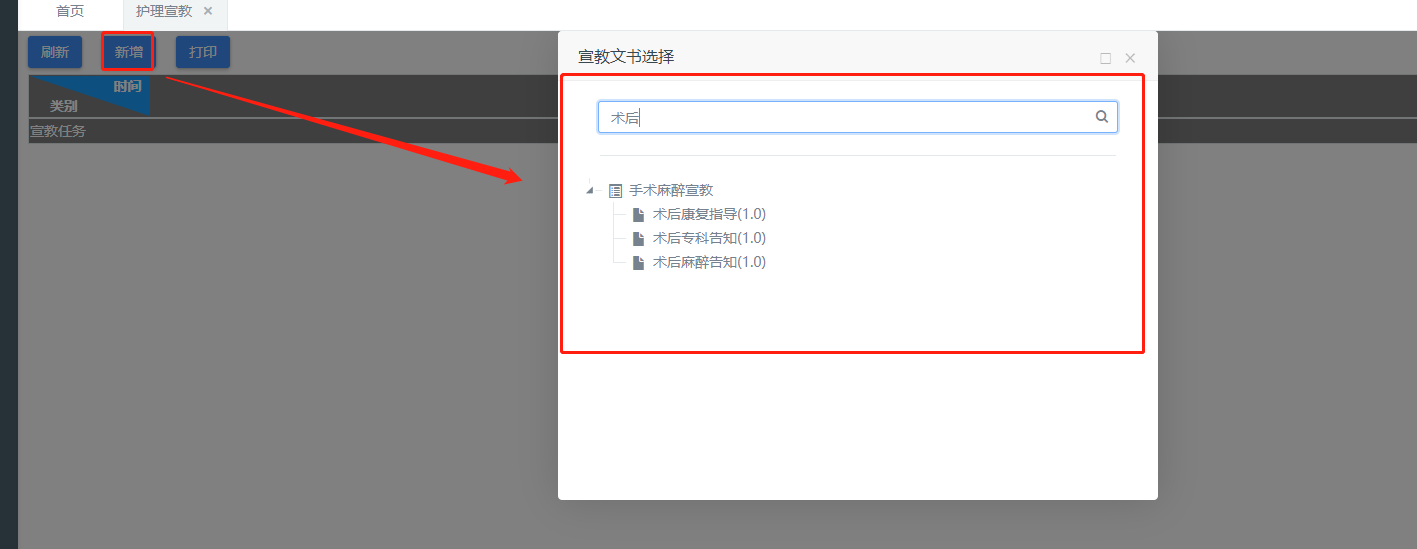 首页
护理宣教 ×
刷新
新增
打印
时间
类别
宣教任务
宣教文书选择
术后
手术麻醉宣教
术后康复指导(1.0)
术后专科告知(1.0)
术后麻醉告知(1.0)